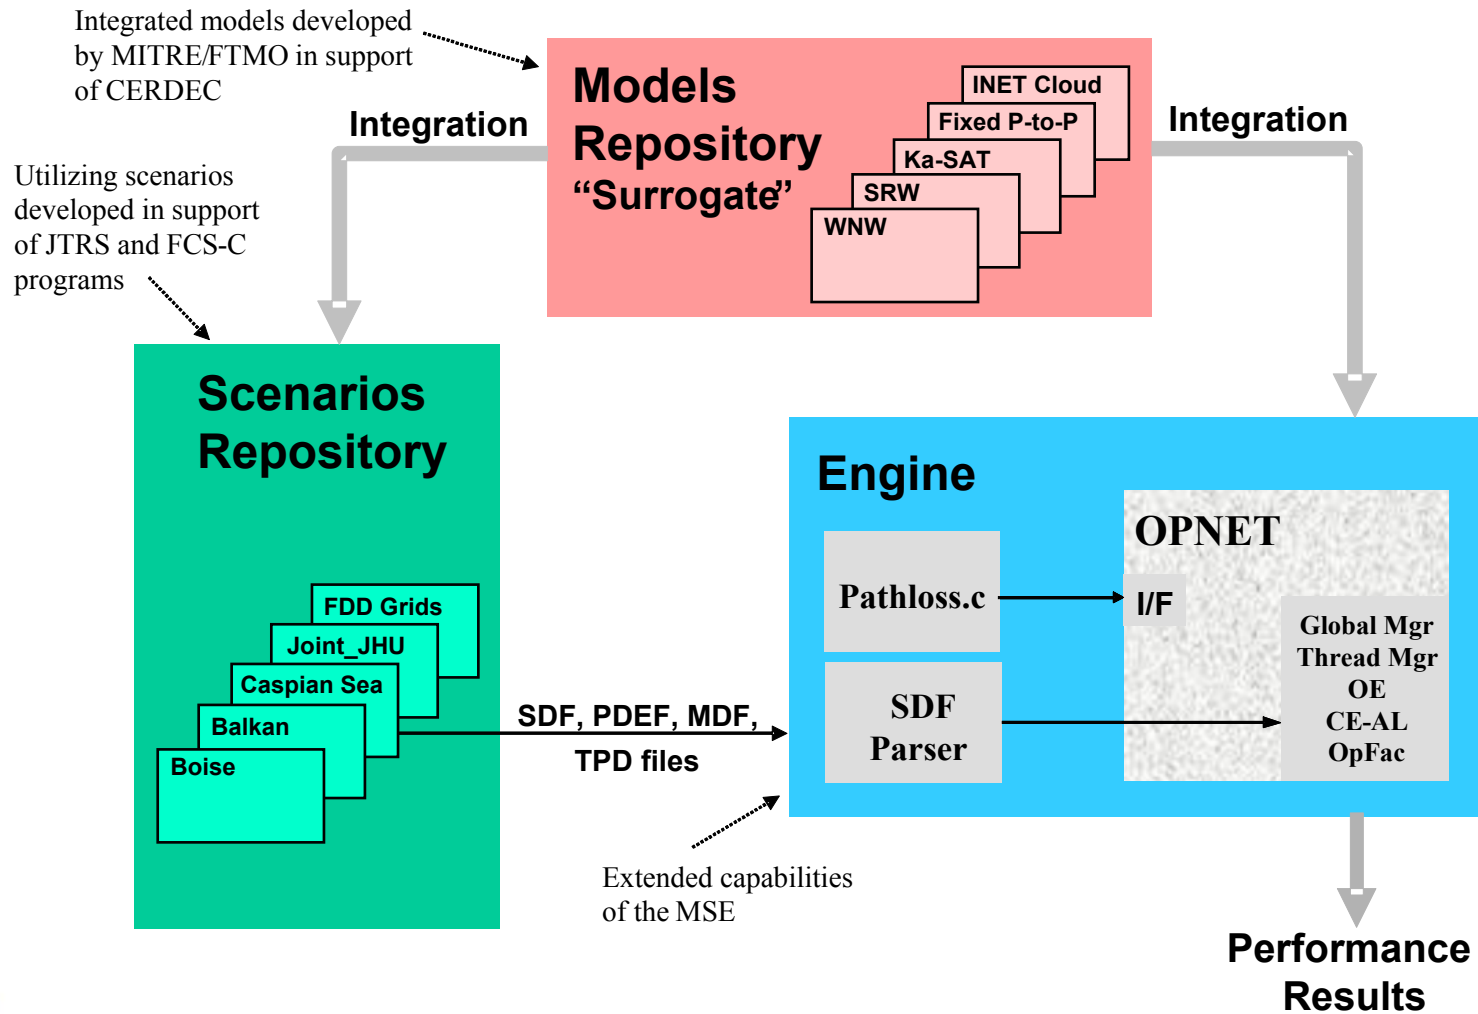 Integrated models developed
by MITRE/FTMO in support
of CERDEC
Integration
Models
Repository
“Surrogate”
INET Cloud
Fixed P-to-P
Ka-SAT
SRW
WNW
Integration
Utilizing scenarios
developed in support
of JTRS and FCS-C
programs
Scenarios
Repository
FDD Grids
Joint_JHU
Caspian Sea
Balkan
Boise
SDF, PDEF, MDF,
TPD files
Engine
Pathloss.c
SDF
Parser
OPNET
I/F
Global Mgr
Thread Mgr
OE
CE-AL
OpFac
Extended capabilities
of the MSE
Performance
Results